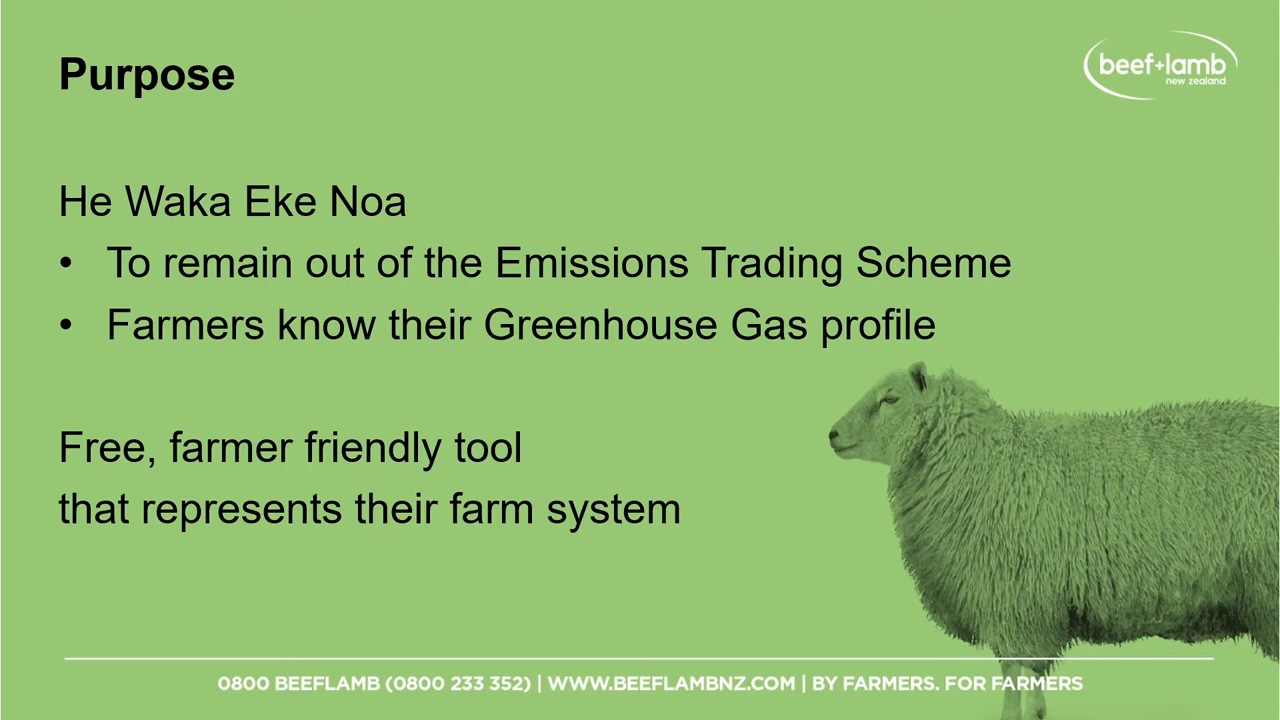 Purpose
beef+lamb
new zealand
He Waka Eke Noa
• To remain out of the Emissions Trading Scheme
• Farmers know their Greenhouse Gas profile
Free, farmer friendly tool
that represents their farm system
0800 BEEFLAMB (0800 233 352) | WWW.BEEFLAMBNZ.COM | BY FARMERS. FOR FARMERS